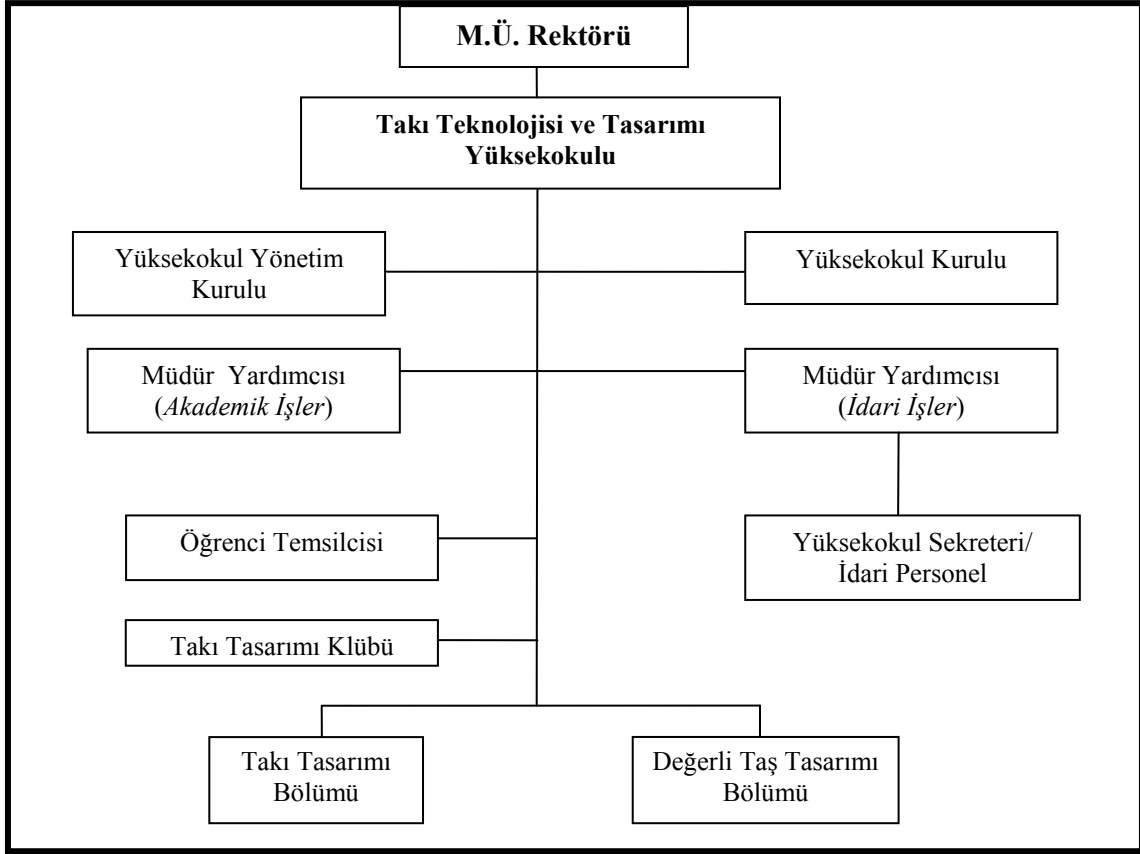 M.Ü. Rektörü
Takı Teknolojisi ve Tasarımı
Yüksekokulu
Yüksekokul Yönetim
Kurulu
Yüksekokul Kurulu
Müdür Yardımcısı
(Akademik İşler)
Müdür Yardımcısı
(İdari İşler)
Öğrenci Temsilcisi
Yüksekokul Sekreteri/
İdari Personel
Takı Tasarımı Klübü
Takı Tasarımı
Bölümü
Değerli Taş Tasarımı
Bölümü